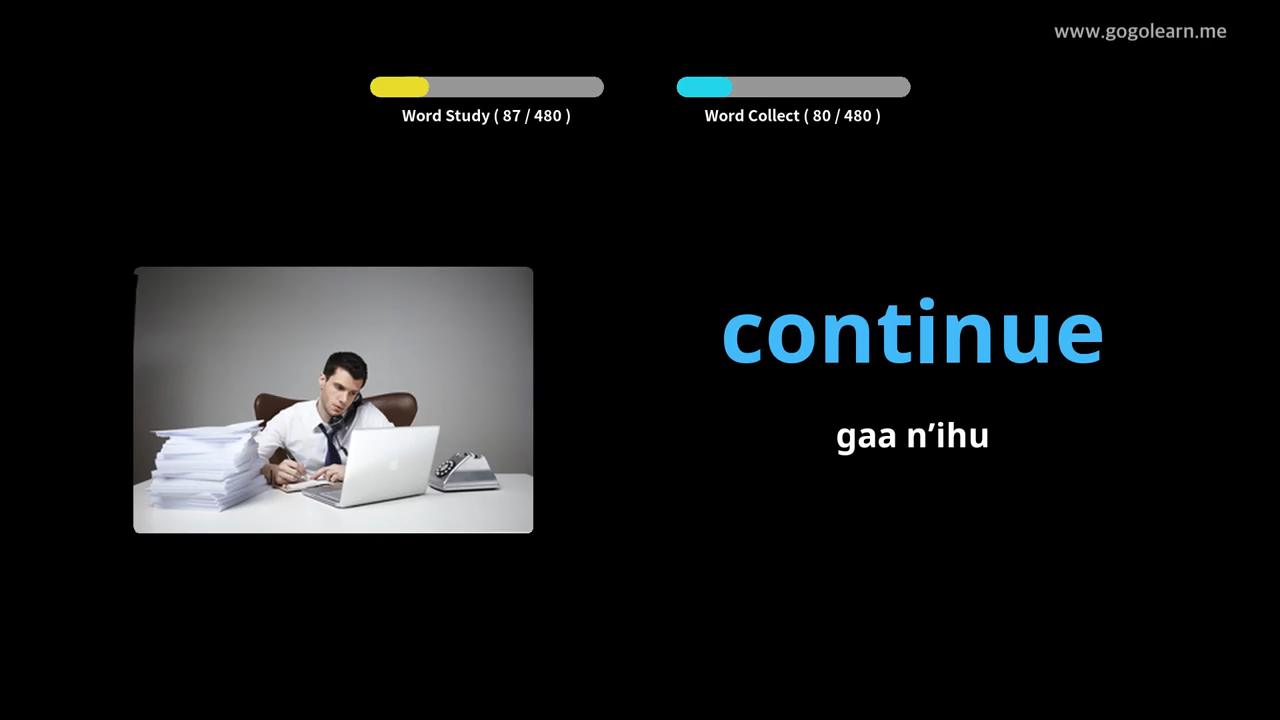 www.gogolearn.me
Word Study ( 87 / 480 )
Word Collect ( 80 / 480 )
continue
gaa n’ihu